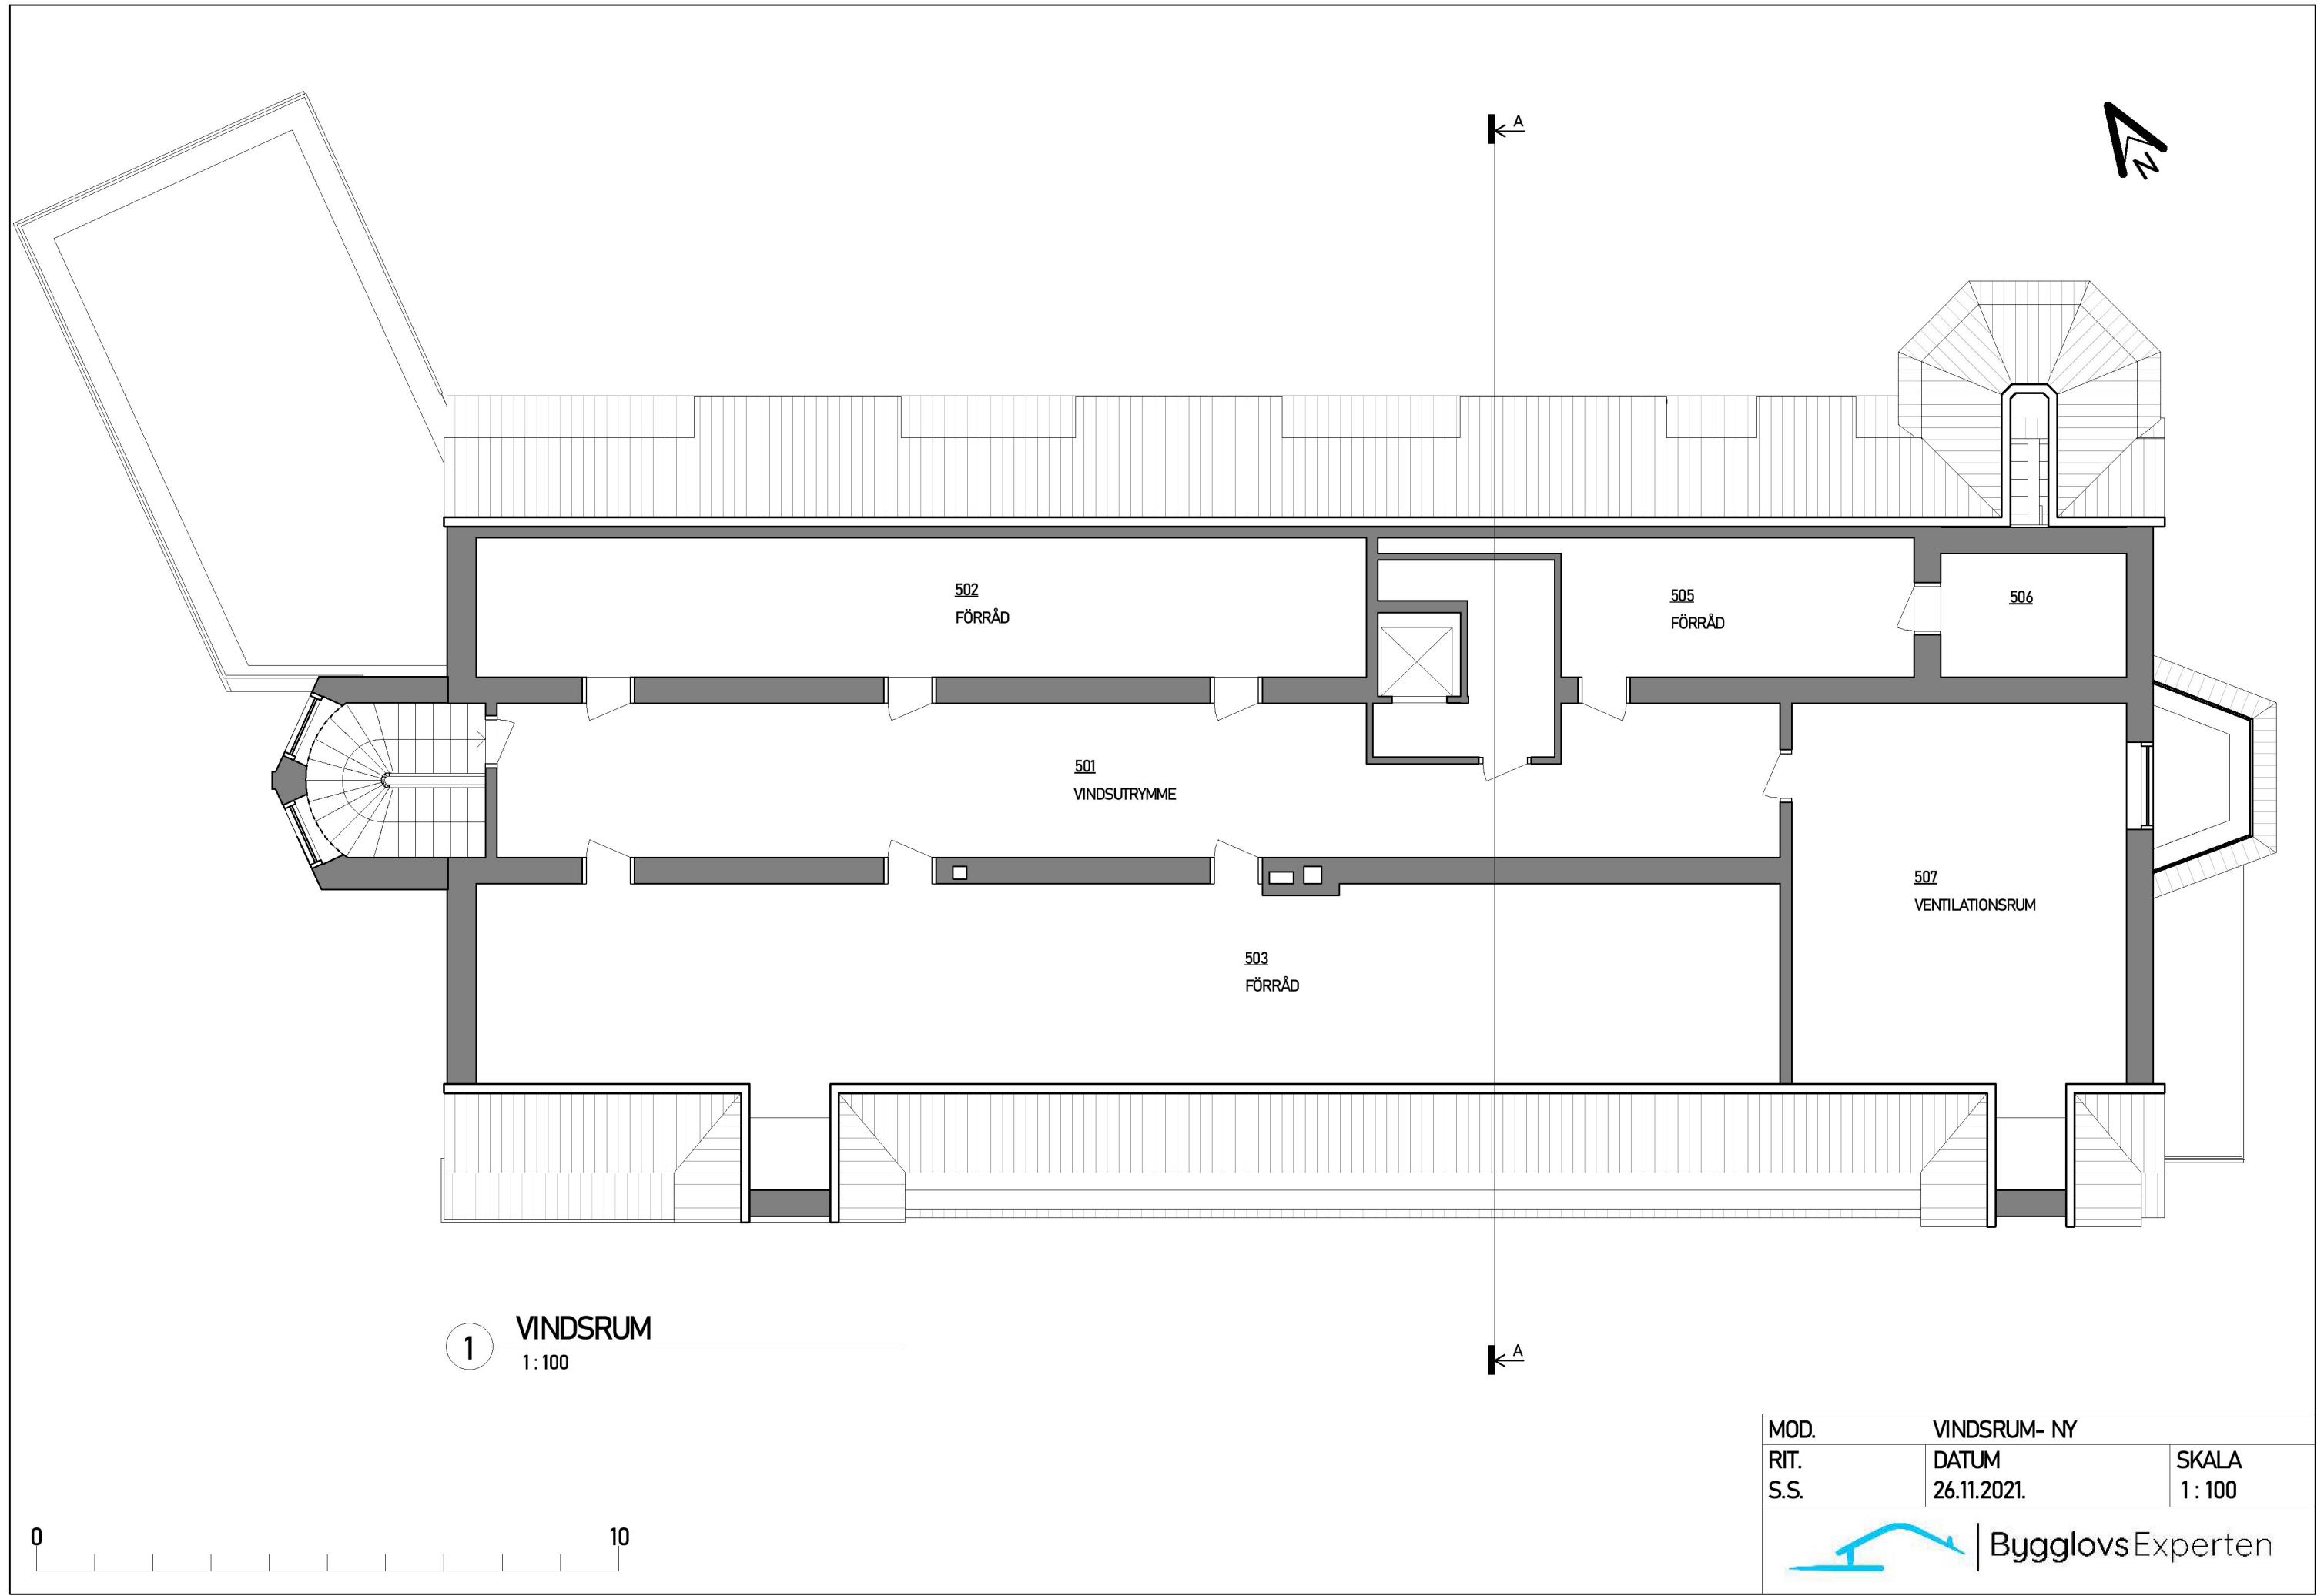 A
N
502
FÖRRÅD
505
FÖRRÅD
506
501
VINDSUTRYMME
507
VENTILATIONSRUM
503
FÖRRÅD
1
VINDSRUM
1 : 100
A
MOD. VINDSRUM- NY
RIT. DATUM SKALA
S.S. 26.11.2021. 1 : 100
0 10
BygglovsExperten